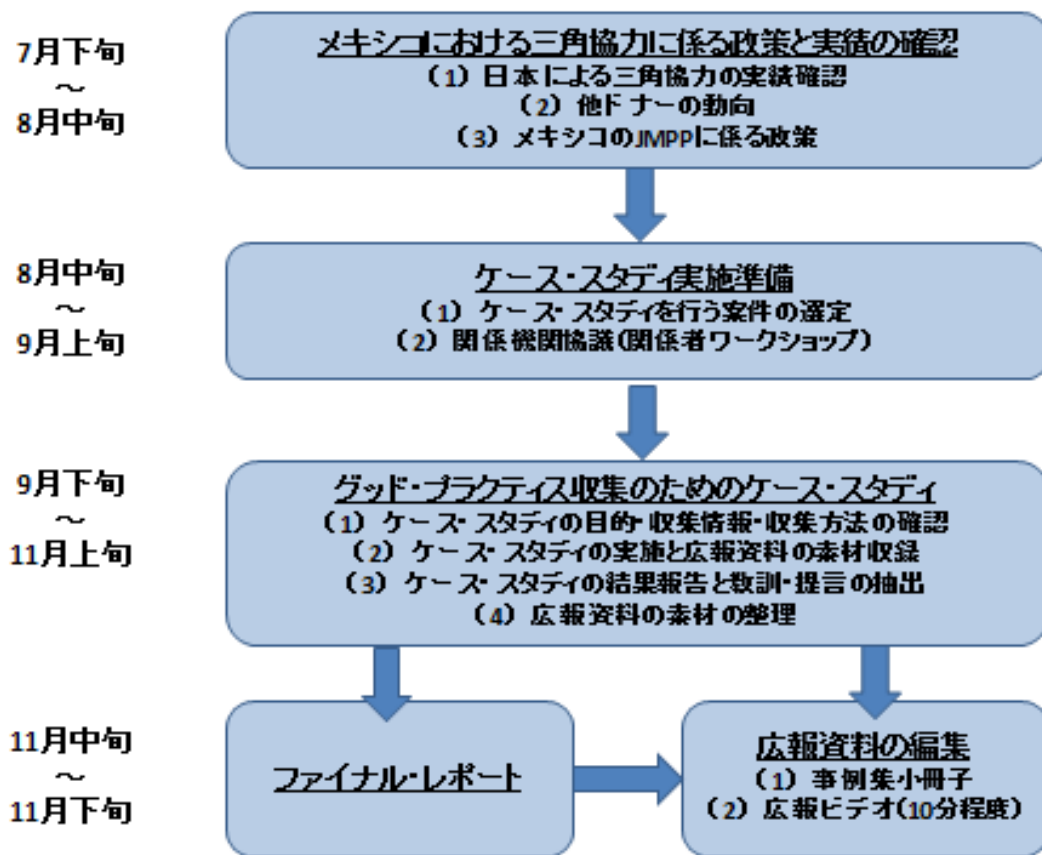 7月下旬
～
8月中旬
メキシコにおける三角協力に係る政策と実績の確認
（1）日本による三角協力の実績確認
（2）他ドナーの動向
（3）メキシコのJMPPに係る政策
8月中旬
～
9月上旬
ケース・スタディ実施準備
（1）ケース・スタディを行う案件の選定
（2）関係機関協議(関係者ワークショップ)
9月下旬
～
11月上旬
グッド・プラクティス収集のためのケース・スタディ
（1）ケース・スタディの目的・収集情報・収集方法の確認
（2）ケース・スタディの実施と広報資料の素材収録
（3）ケース・スタディの結果報告と教訓・提言の抽出
（4）広報資料の素材の整理
11月中旬
～
11月下旬
ファイナル・レポート
広報資料の編集
（1）事例集小冊子
（2）広報ビデオ(10分程度)